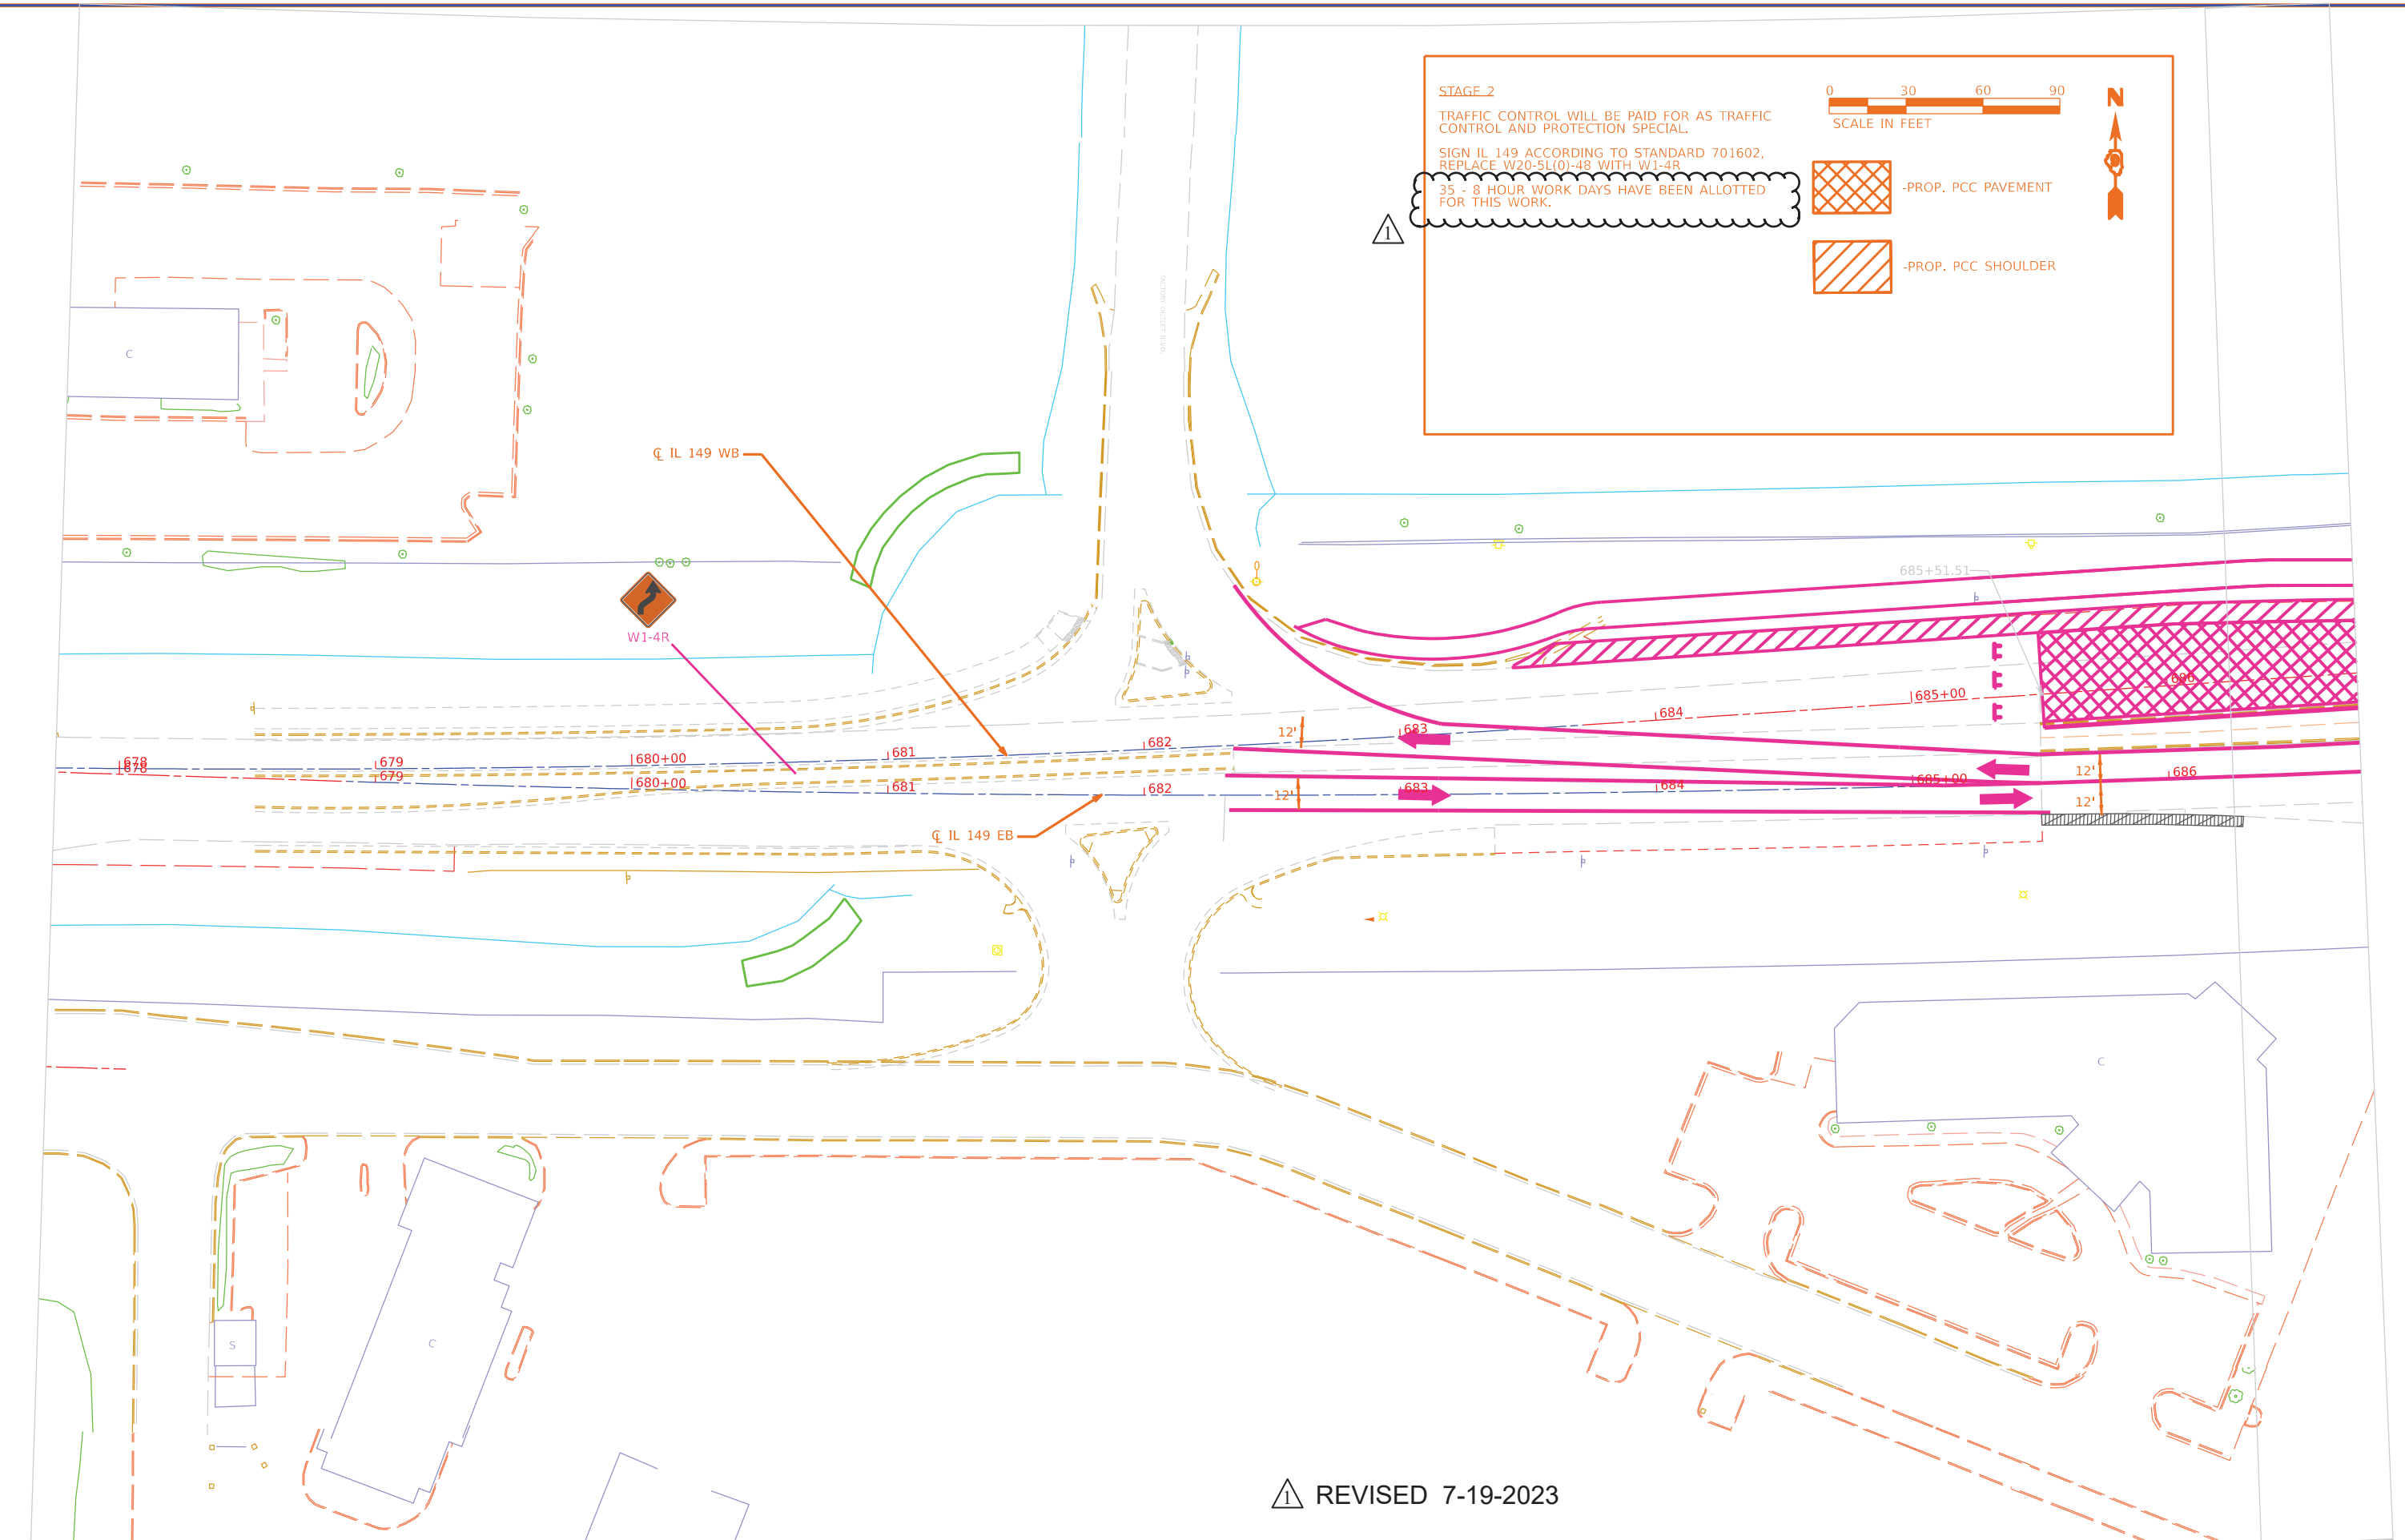 STAGE 2
TRAFFIC CONTROL WILL BE PAID FOR AS TRAFFIC
CONTROL AND PROTECTION SPECIAL.
SIGN IL 149 ACCORDING TO STANDARD 701602,
REPLACE W20-5L(0)-48 WITH W1-4R
35 - 8 HOUR WORK DAYS HAVE BEEN ALLOTTED
FOR THIS WORK.
1
0 30 60 90
SCALE IN FEET
N
-PROP. PCC PAVEMENT
-PROP. PCC SHOULDER
FACTORY OUTLET BLVD.
C
℄ IL 149 WB
W1-4R
685+51.51
678 679 680+00 681 682 683 684 685+00 686
678 679 680+00 681 682 683 684 685+00 686
12'
12'
12'
12'
℄ IL 149 EB
C
S
C
1 REVISED 7-19-2023